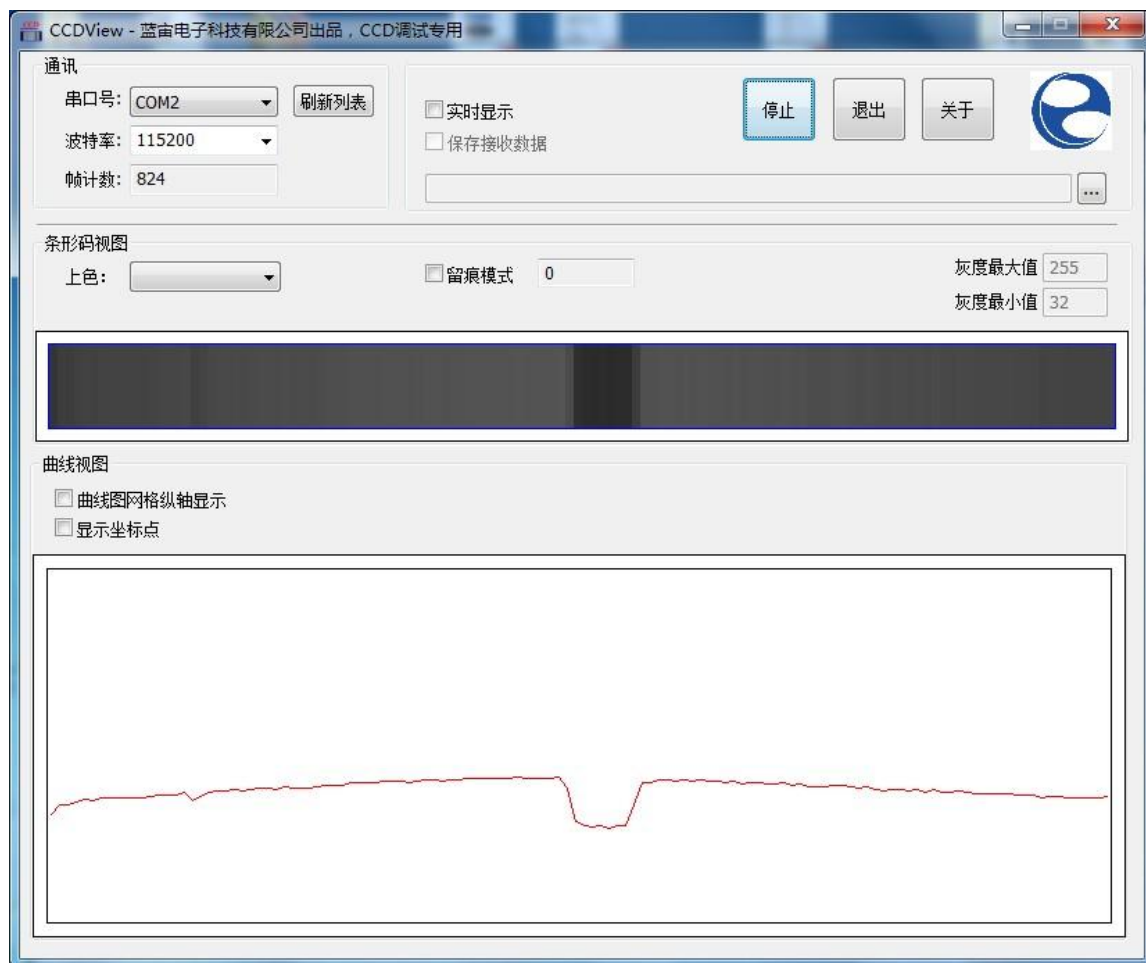 CCDView - 蓝宙电子科技有限公司出品，CCD调试专用
通讯
串口号: COM2 刷新列表
波特率: 115200
帧计数: 824
实时显示
保存接收数据
停止 退出 关于
...
条形码视图
上色：
留痕模式 0
灰度最大值 255
灰度最小值 32
曲线视图
曲线图网格纵轴显示
显示坐标点